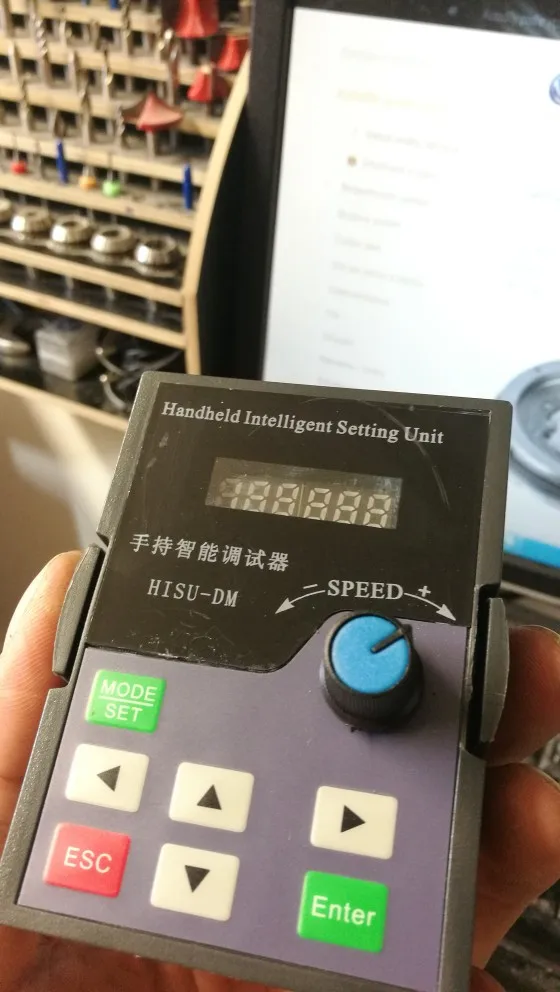 Handheld Intelligent Setting Unit
手持智能调试器
HISU-DM
− SPEED +
MODE
SET
◀
▲
▶
ESC
▼
Enter